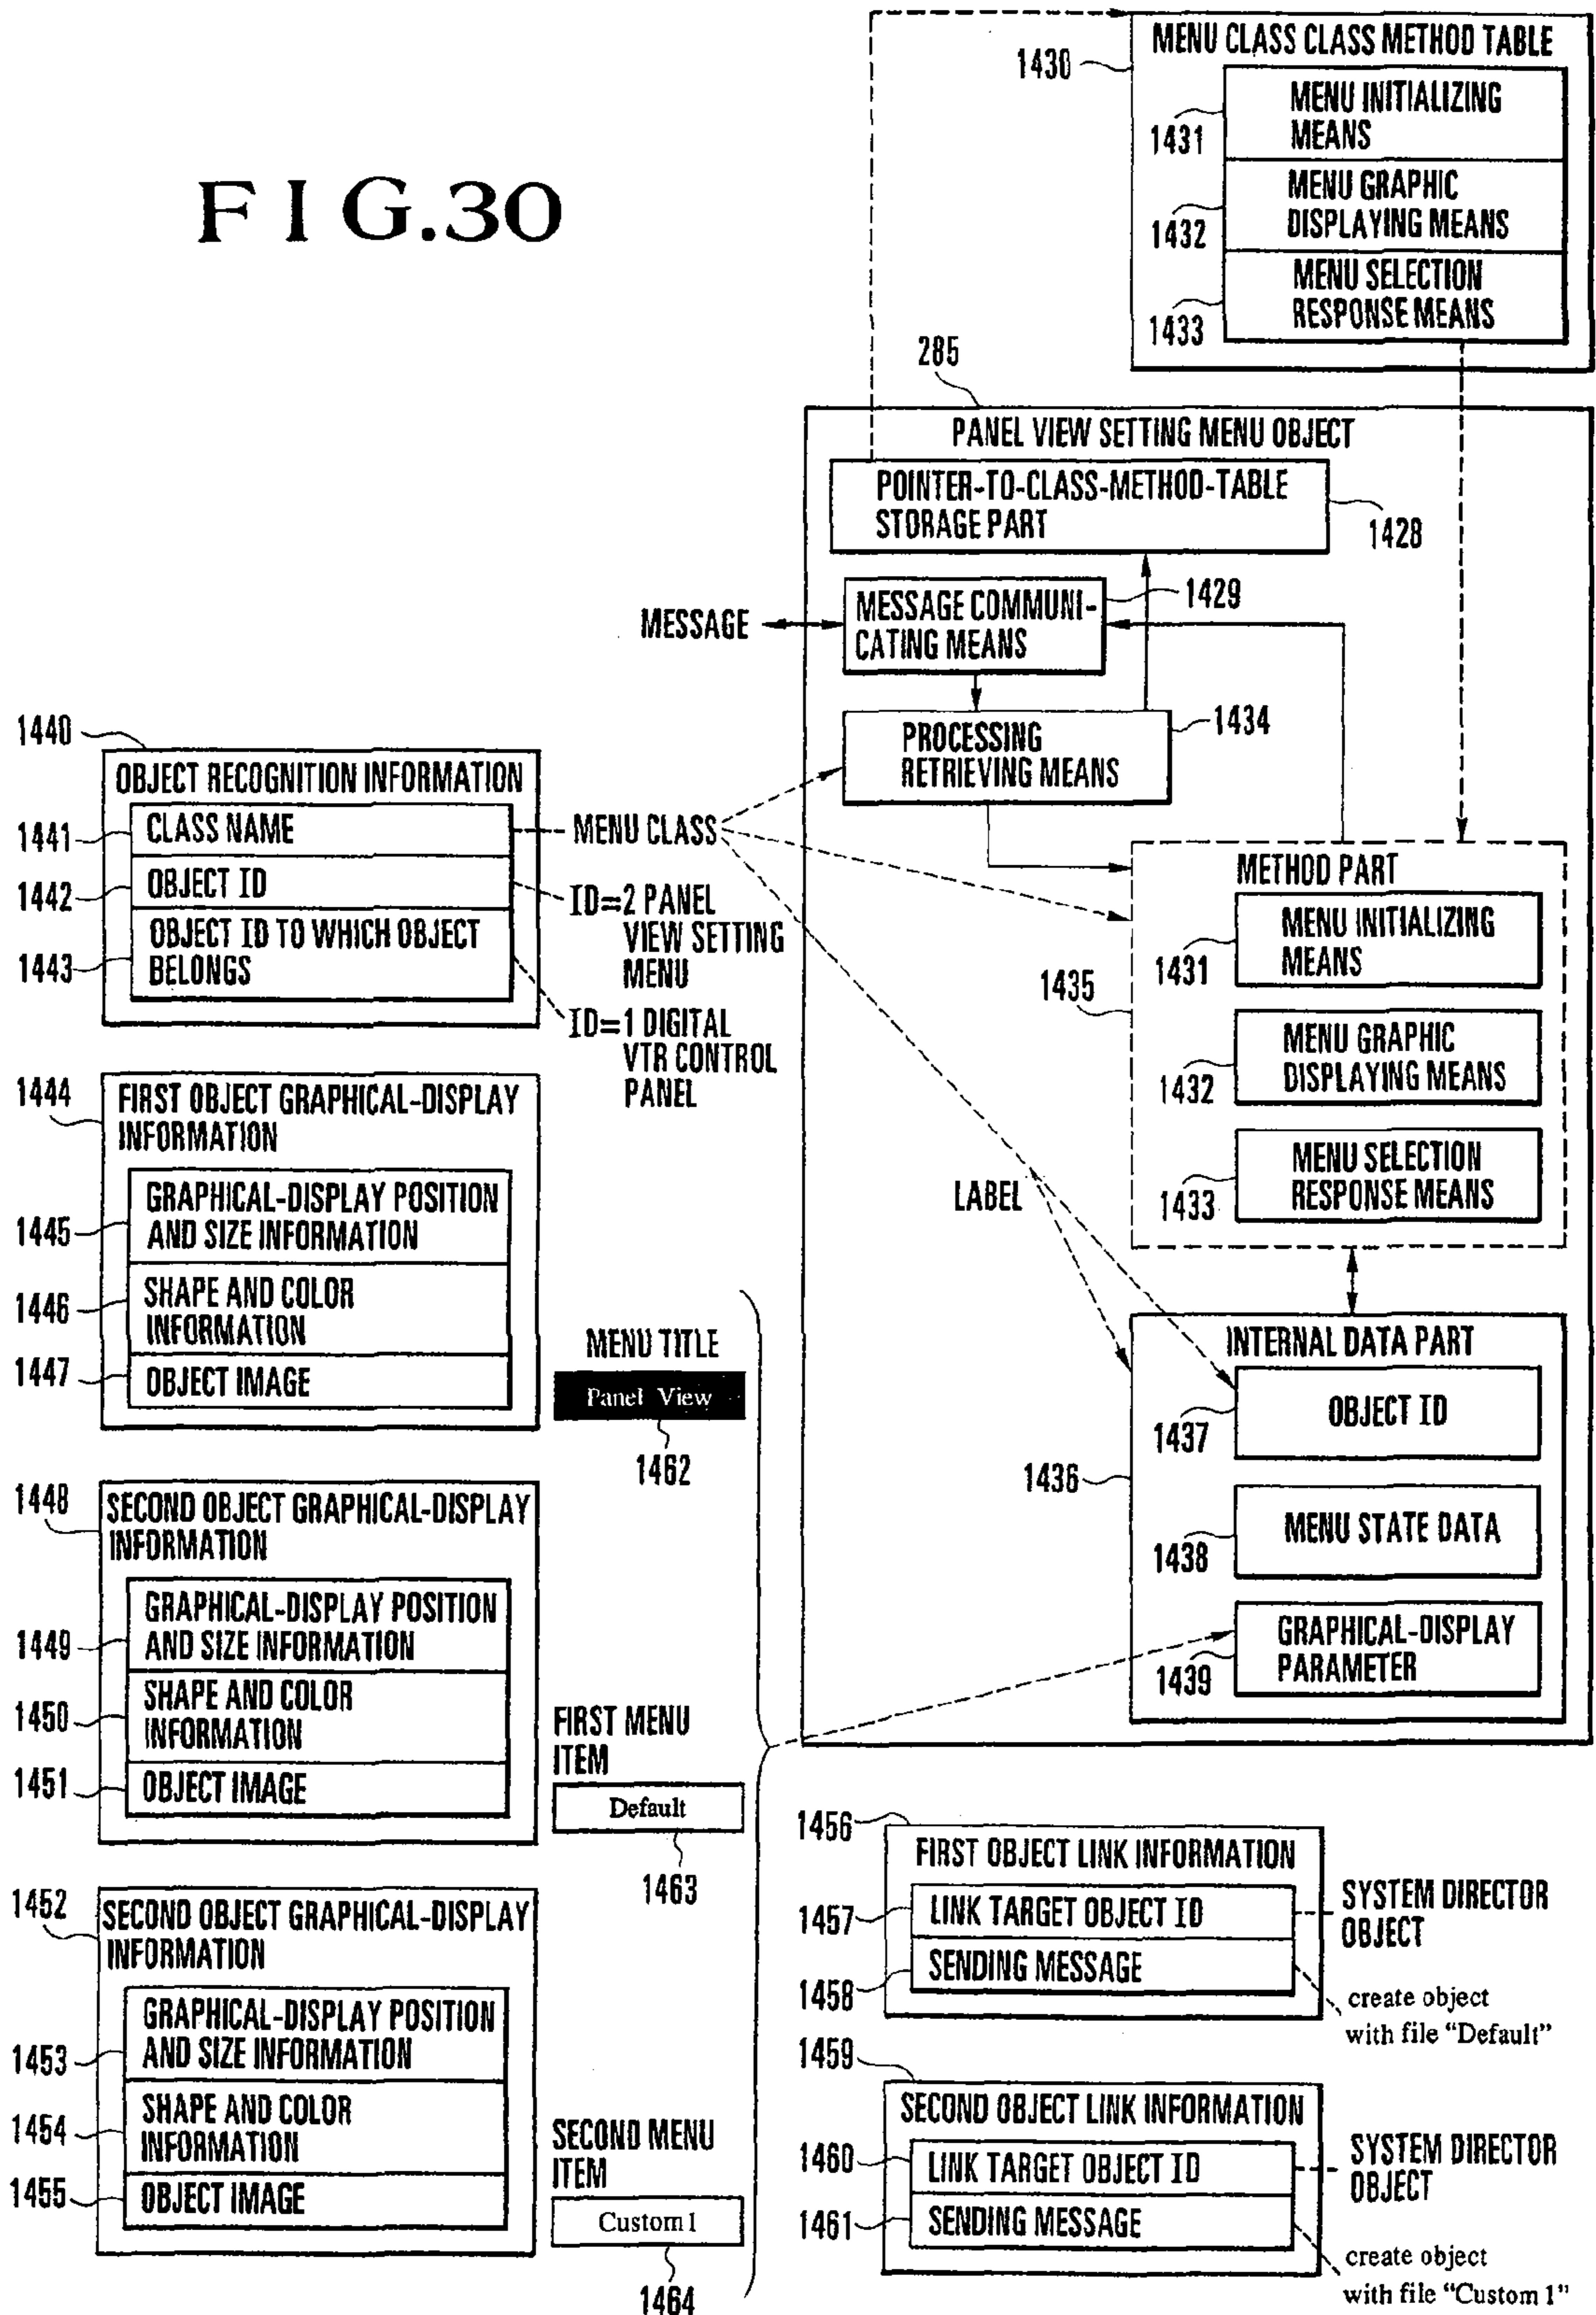 FIG.30
1430
MENU CLASS CLASS METHOD TABLE
1431
MENU INITIALIZING
MEANS
1432
MENU GRAPHIC
DISPLAYING MEANS
1433
MENU SELECTION
RESPONSE MEANS
285
PANEL VIEW SETTING MENU OBJECT
POINTER-TO-CLASS-METHOD-TABLE
STORAGE PART
1428
MESSAGE
MESSAGE COMMUNI-
CATING MEANS
1429
PROCESSING
RETRIEVING MEANS
1434
1435
METHOD PART
1431
MENU INITIALIZING
MEANS
1432
MENU GRAPHIC
DISPLAYING MEANS
1433
MENU SELECTION
RESPONSE MEANS
LABEL
1436
INTERNAL DATA PART
1437
OBJECT ID
1438
MENU STATE DATA
1439
GRAPHICAL-DISPLAY
PARAMETER
1440
OBJECT RECOGNITION INFORMATION
1441
CLASS NAME
MENU CLASS
1442
OBJECT ID
ID=2 PANEL
VIEW SETTING
MENU
1443
OBJECT ID TO WHICH OBJECT
BELONGS
ID=1 DIGITAL
VTR CONTROL
PANEL
1444
FIRST OBJECT GRAPHICAL-DISPLAY
INFORMATION
1445
GRAPHICAL-DISPLAY POSITION
AND SIZE INFORMATION
1446
SHAPE AND COLOR
INFORMATION
1447
OBJECT IMAGE
MENU TITLE
Panel View
1462
1448
SECOND OBJECT GRAPHICAL-DISPLAY
INFORMATION
1449
GRAPHICAL-DISPLAY POSITION
AND SIZE INFORMATION
1450
SHAPE AND COLOR
INFORMATION
1451
OBJECT IMAGE
FIRST MENU
ITEM
Default
1463
1452
SECOND OBJECT GRAPHICAL-DISPLAY
INFORMATION
1453
GRAPHICAL-DISPLAY POSITION
AND SIZE INFORMATION
1454
SHAPE AND COLOR
INFORMATION
1455
OBJECT IMAGE
SECOND MENU
ITEM
Custom1
1464
1456
FIRST OBJECT LINK INFORMATION
1457
LINK TARGET OBJECT ID
SYSTEM DIRECTOR
OBJECT
1458
SENDING MESSAGE
create object
with file "Default"
1459
SECOND OBJECT LINK INFORMATION
1460
LINK TARGET OBJECT ID
SYSTEM DIRECTOR
OBJECT
1461
SENDING MESSAGE
create object
with file "Custom 1"